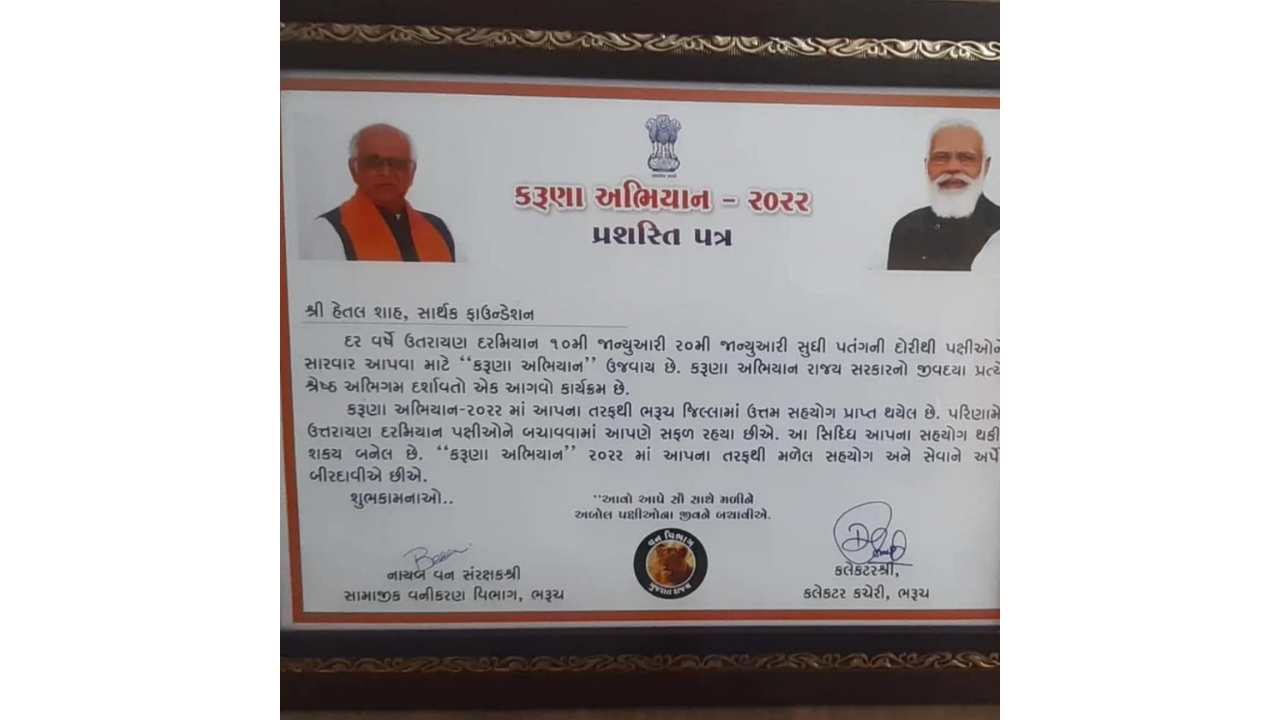 કરૂણા અભિયાન - ૨૦૨૨
પ્રશસ્તિ પત્ર
શ્રી હેતલ શાહ, સાર્થક ફાઉન્ડેશન
દર વર્ષે ઉતરાયણ દરમિયાન ૧૦મી જાન્યુઆરી ૨૦મી જાન્યુઆરી સુધી પતંગની દોરીથી પક્ષીઓને
સારવાર આપવા માટે “કરૂણા અભિયાન” ઉજવાય છે. કરૂણા અભિયાન રાજય સરકારનો જીવદયા પ્રત્યે
શ્રેષ્ઠ અભિગમ દર્શાવતો એક આગવો કાર્યક્રમ છે.
કરૂણા અભિયાન-૨૦૨૨ માં આપના તરફથી ભરૂચ જિલ્લામાં ઉત્તમ સહયોગ પ્રાપ્ત થયેલ છે. પરિણામે
ઉત્તરાયણ દરમિયાન પક્ષીઓને બચાવવામાં આપણે સફળ રહયા છીએ. આ સિધ્ધિ આપના સહયોગ થકી
શકય બનેલ છે. “કરૂણા અભિયાન” ૨૦૨૨ માં આપના તરફથી મળેલ સહયોગ અને સેવાને અર્પે
બીરદાવીએ છીએ.
શુભકામનાઓ..
“આવો આપે સૌ સાથે મળીને
અબોલ પક્ષીઓના જીવને બચાવીએ.
વન વિભાગ
ગુજરાત રાજ્ય
નાયબ વન સંરક્ષકશ્રી
સામાજીક વનીકરણ વિભાગ, ભરૂચ
કલેકટરશ્રી,
કલેકટર કચેરી, ભરૂચ